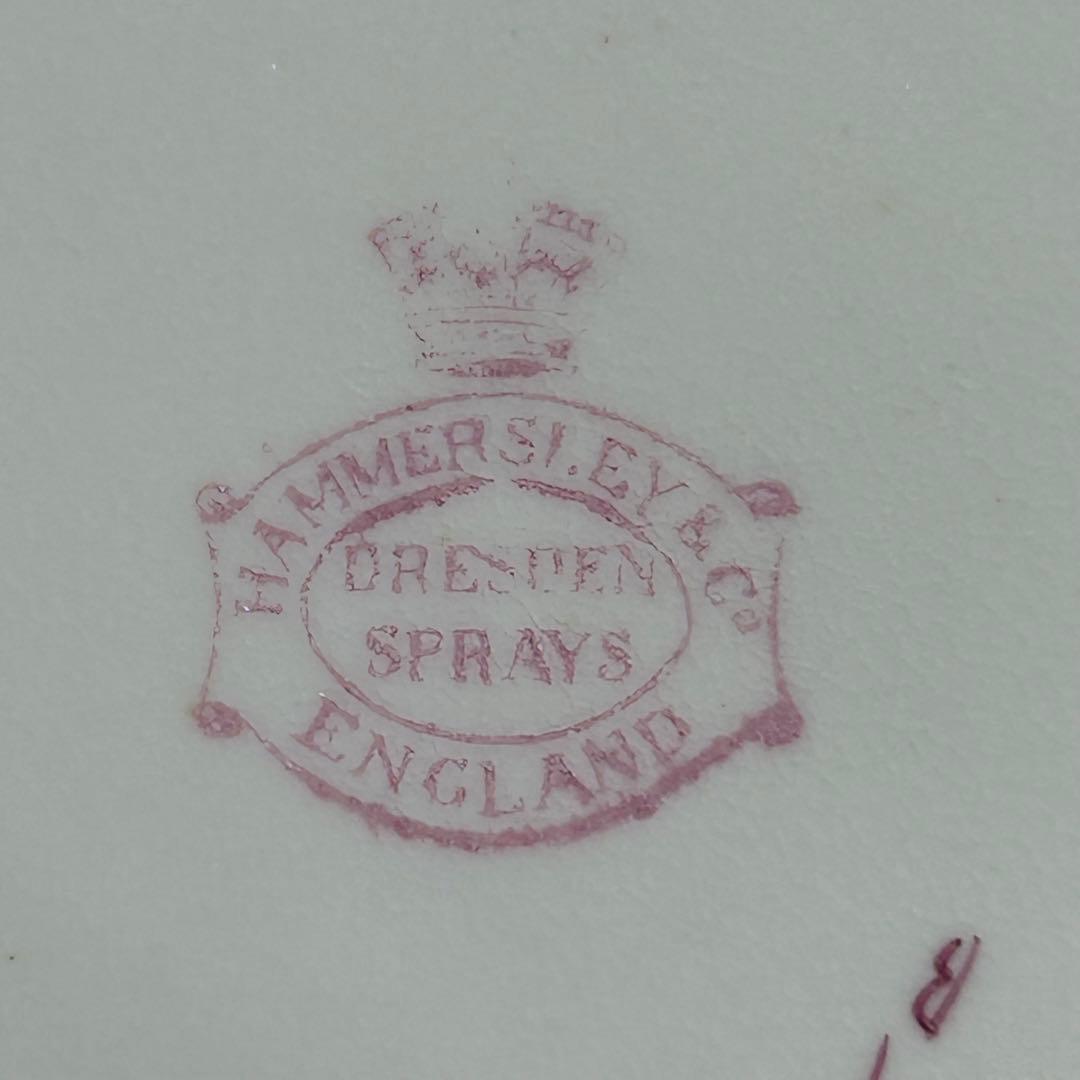 HAMMERSLEY & Co
DRESDEN
SPRAYS
ENGLAND